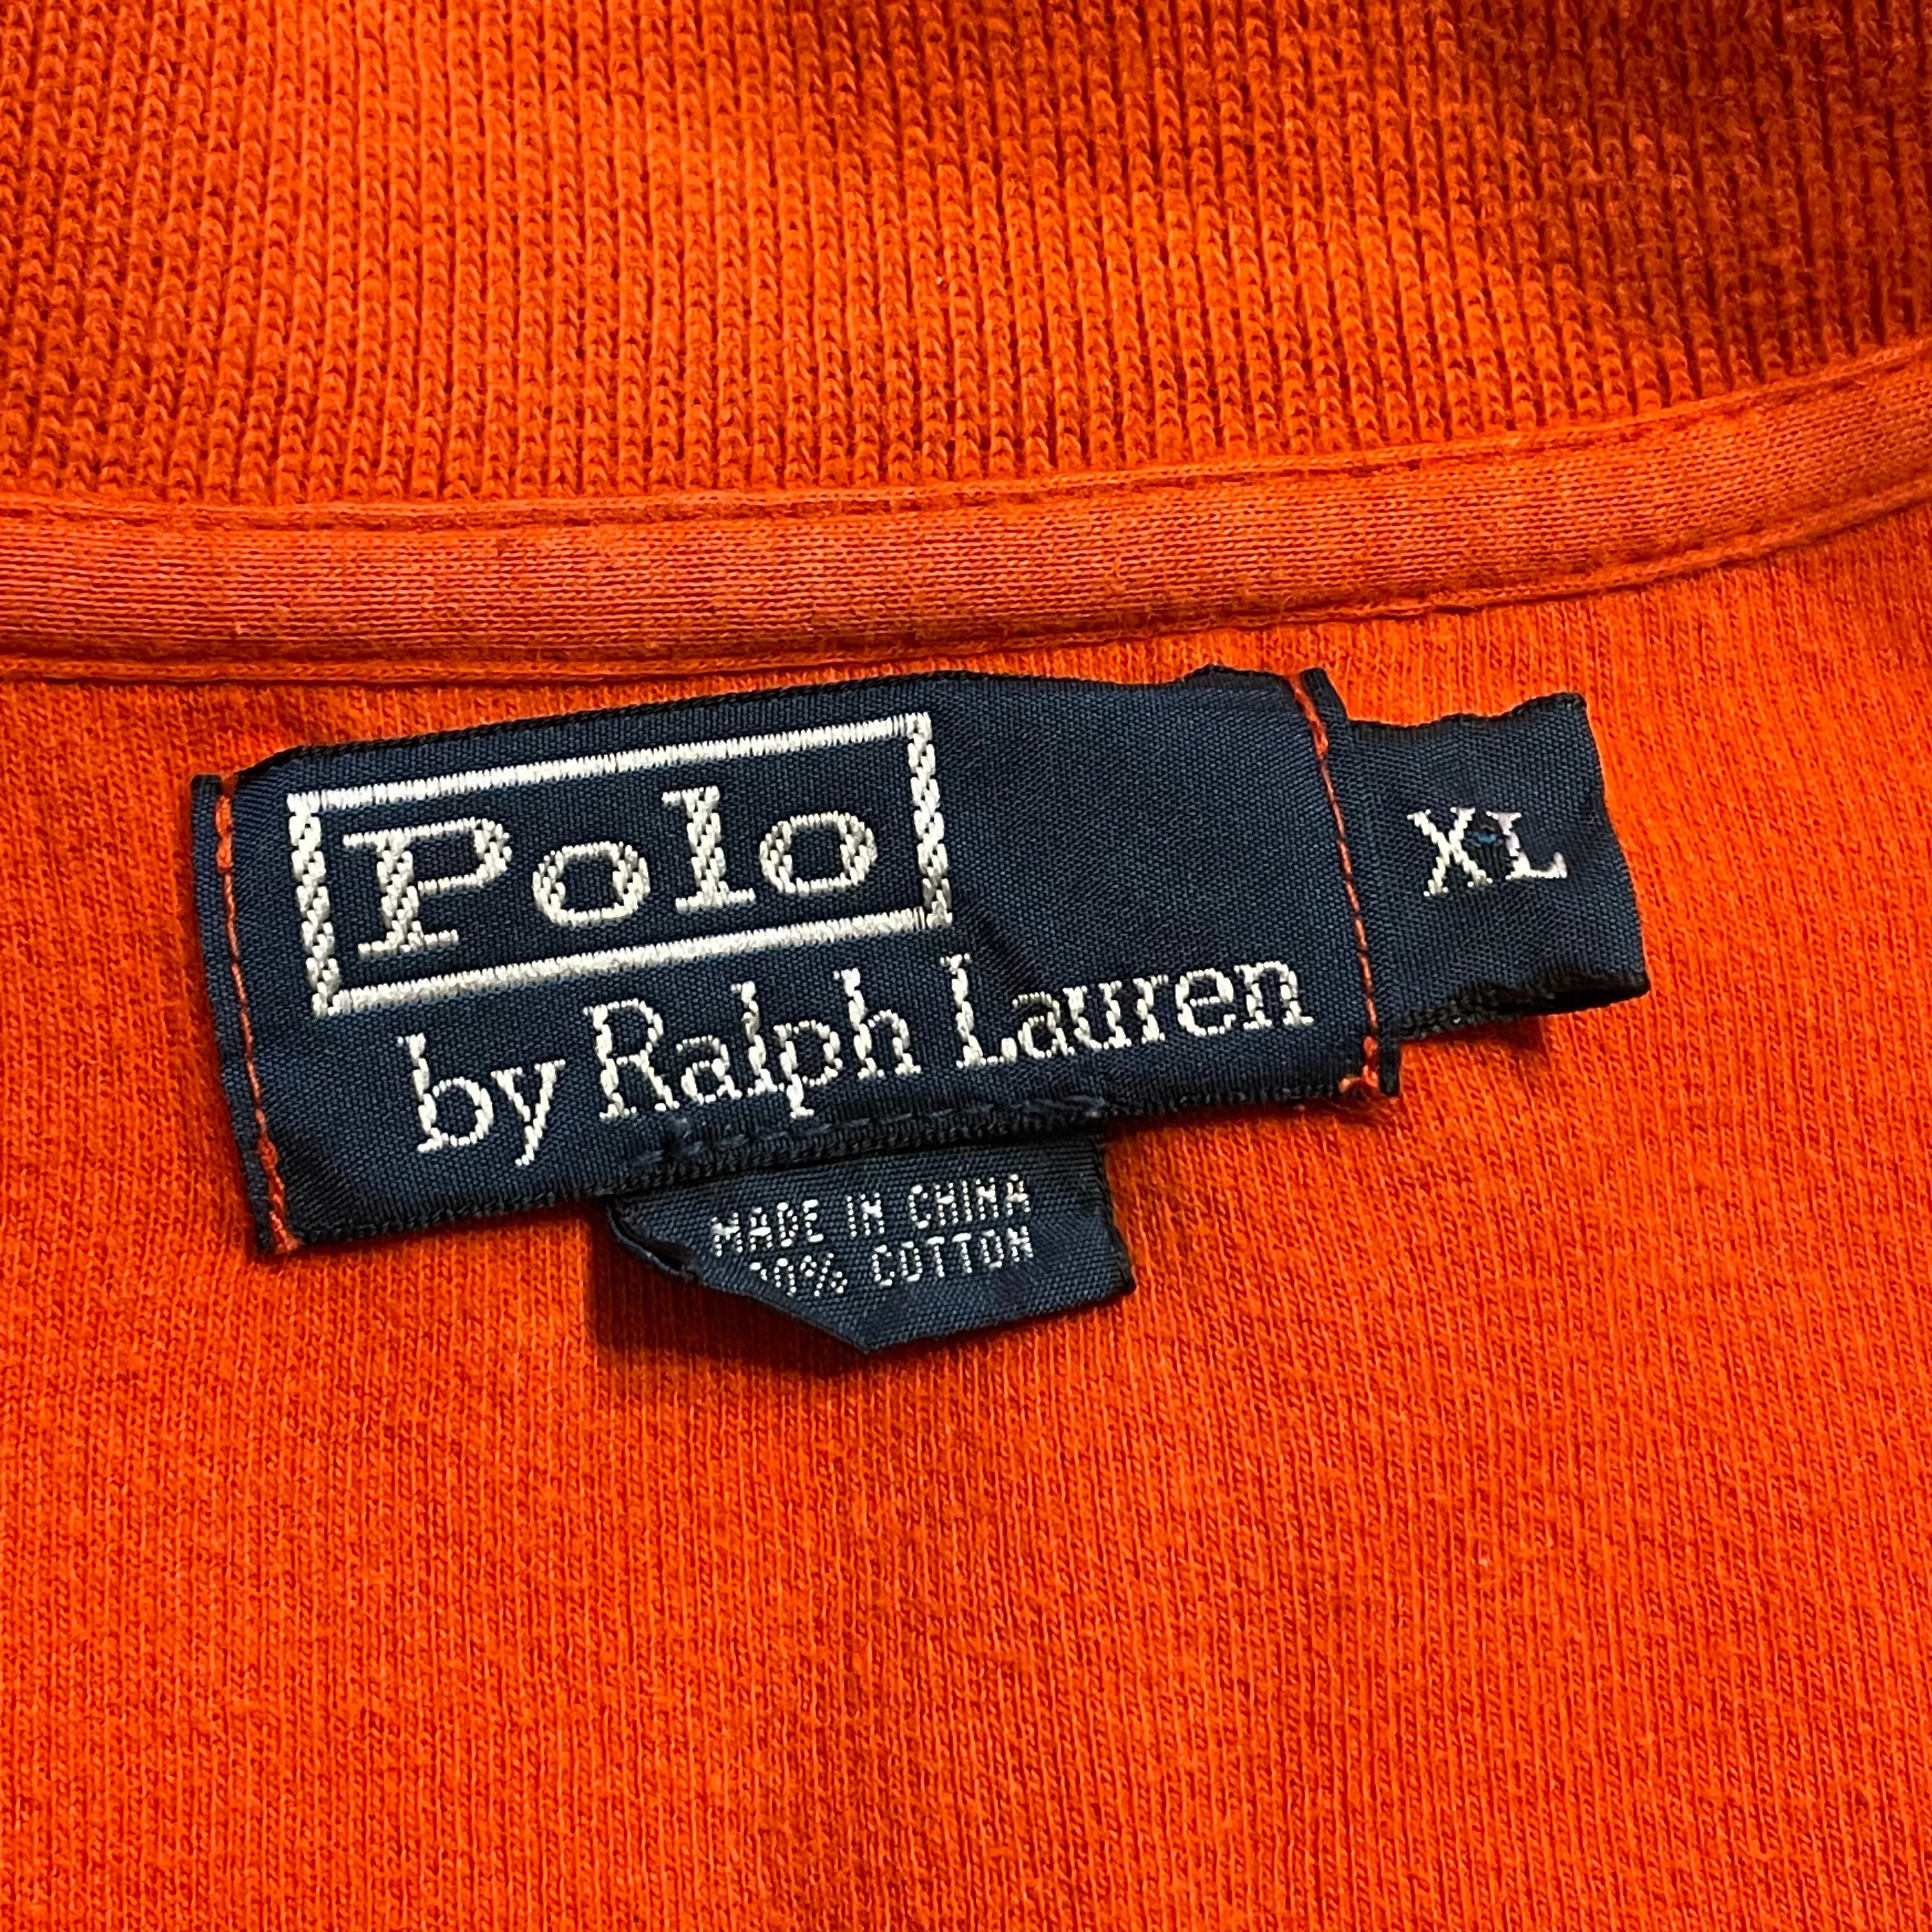 Polo
by Ralph Lauren
XL
MADE IN CHINA
COTTON